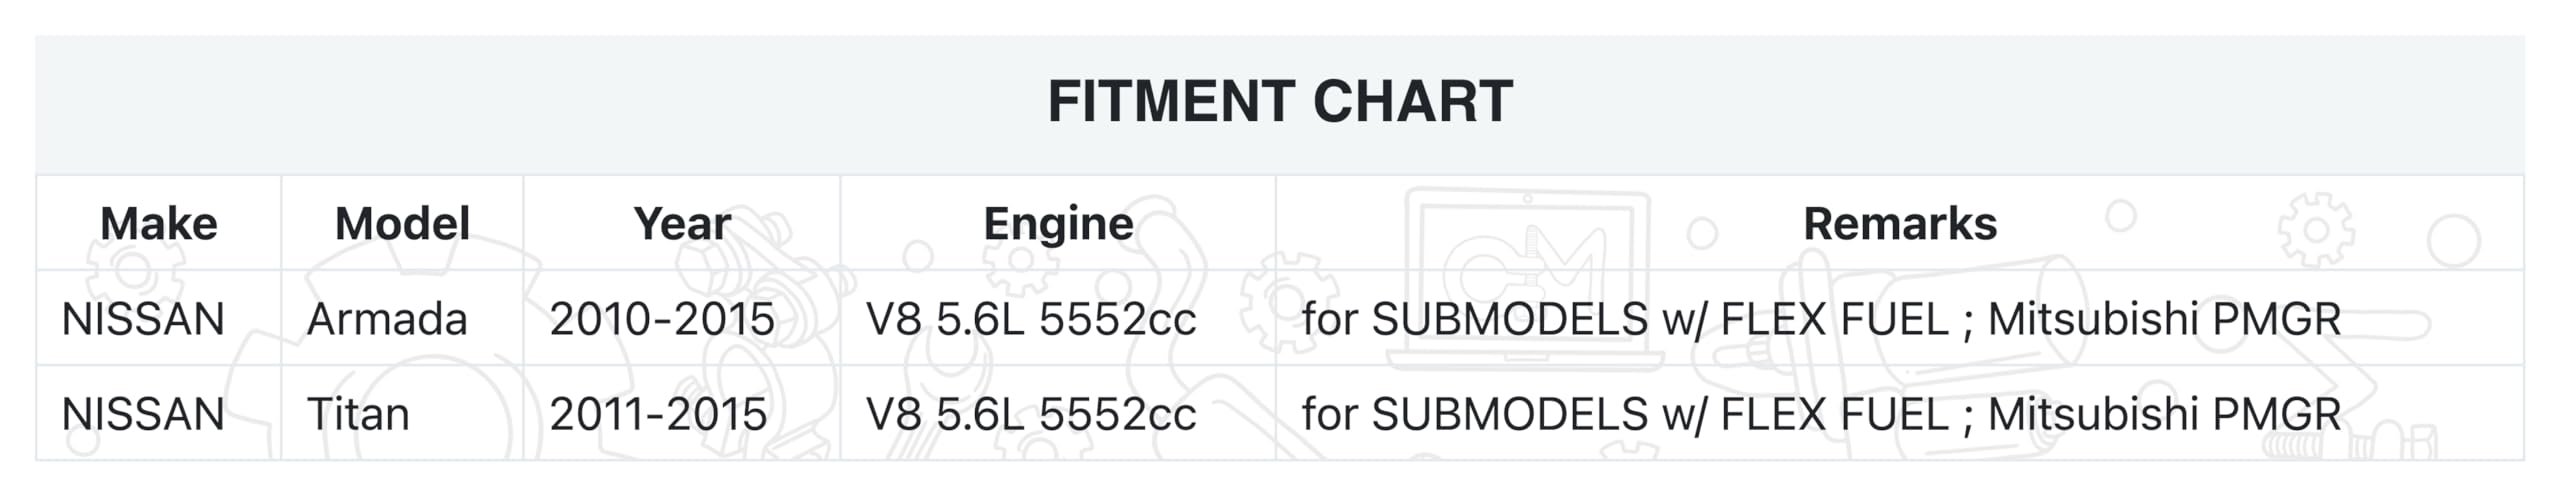 FITMENT CHART
Make Model Year Engine Remarks
NISSAN Armada 2010-2015 V8 5.6L 5552cc for SUBMODELS w/ FLEX FUEL ; Mitsubishi PMGR
NISSAN Titan 2011-2015 V8 5.6L 5552cc for SUBMODELS w/ FLEX FUEL ; Mitsubishi PMGR